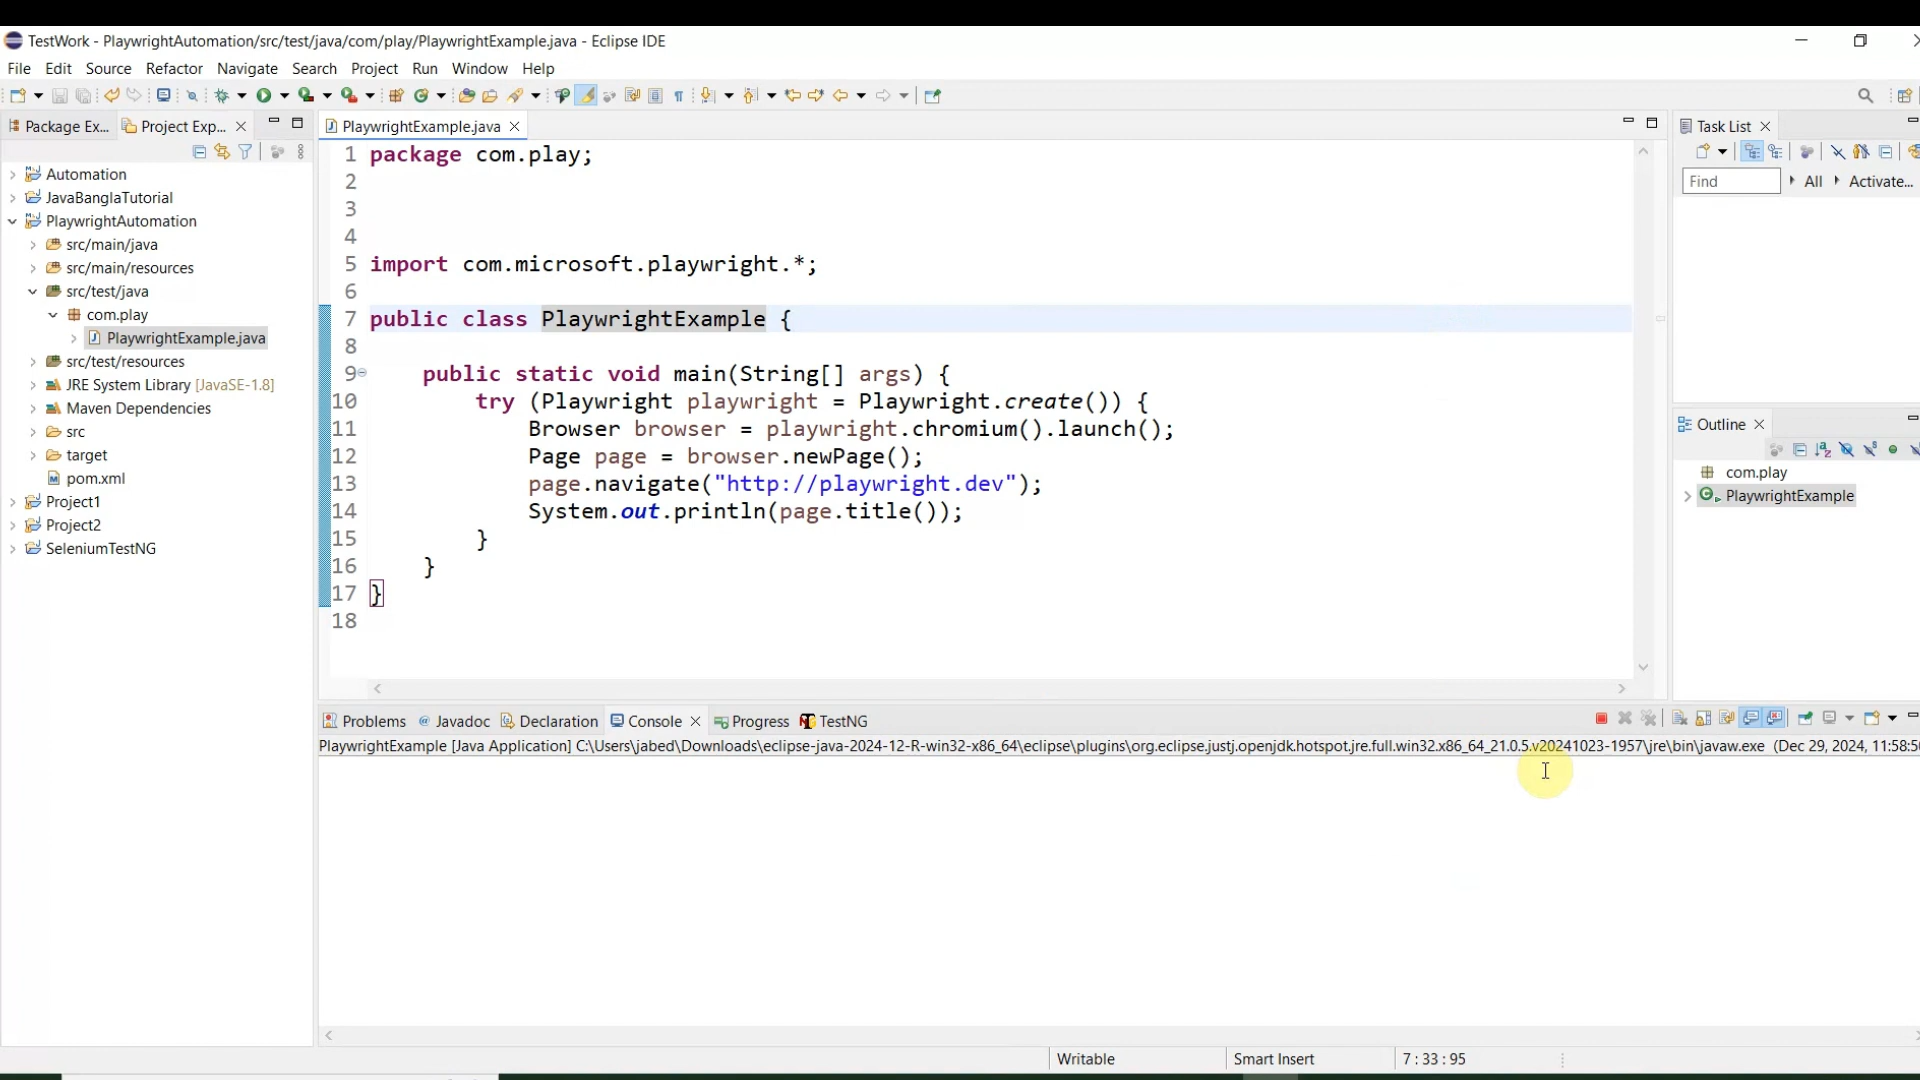 TestWork - PlaywrightAutomation/src/test/java/com/play/PlaywrightExample.java - Eclipse IDE
File Edit Source Refactor Navigate Search Project Run Window Help
Package Ex... Project Exp...
Automation
JavaBanglaTutorial
PlaywrightAutomation
src/main/java
src/main/resources
src/test/java
com.play
PlaywrightExample.java
src/test/resources
JRE System Library [JavaSE-1.8]
Maven Dependencies
src
target
pom.xml
Project1
Project2
SeleniumTestNG
PlaywrightExample.java
1 package com.play;
2
3
4
5 import com.microsoft.playwright.*;
6
7 public class PlaywrightExample {
8
9 public static void main(String[] args) {
10 try (Playwright playwright = Playwright.create()) {
11 Browser browser = playwright.chromium().launch();
12 Page page = browser.newPage();
13 page.navigate("http://playwright.dev");
14 System.out.println(page.title());
15 }
16 }
17 }
18
Task List
Find All Activate...
Outline
com.play
PlaywrightExample
Problems Javadoc Declaration Console Progress TestNG
PlaywrightExample [Java Application] C:\Users\jabed\Downloads\eclipse-java-2024-12-R-win32-x86_64\eclipse\plugins\org.eclipse.justj.openjdk.hotspot.jre.full.win32.x86_64_21.0.5.v20241023-1957\jre\bin\javaw.exe (Dec 29, 2024, 11:58:5
Writable Smart Insert 7 : 33 : 95